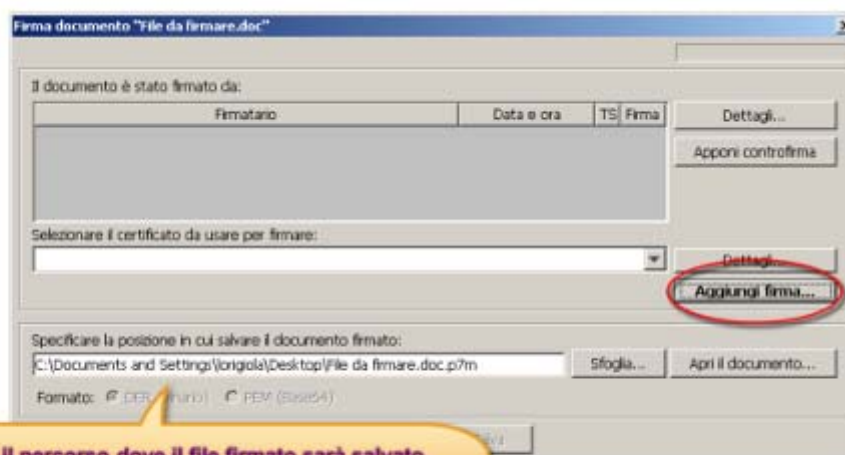 Firma documento "File da firmare.doc"
Il documento è stato firmato da:
Firmatario Data e ora TS Firma
Dettagli...
Apponi controfirma
Selezionare il certificato da usare per firmare:
Dettagli...
Aggiungi firma...
Specificare la posizione in cui salvare il documento firmato:
C:\Documents and Settings\lorigiola\Desktop\File da firmare.doc.p7m
Sfoglia...
Apri il documento...
Formato: DER PEM (Base64)
il percorso dove il file firmato sarà salvato